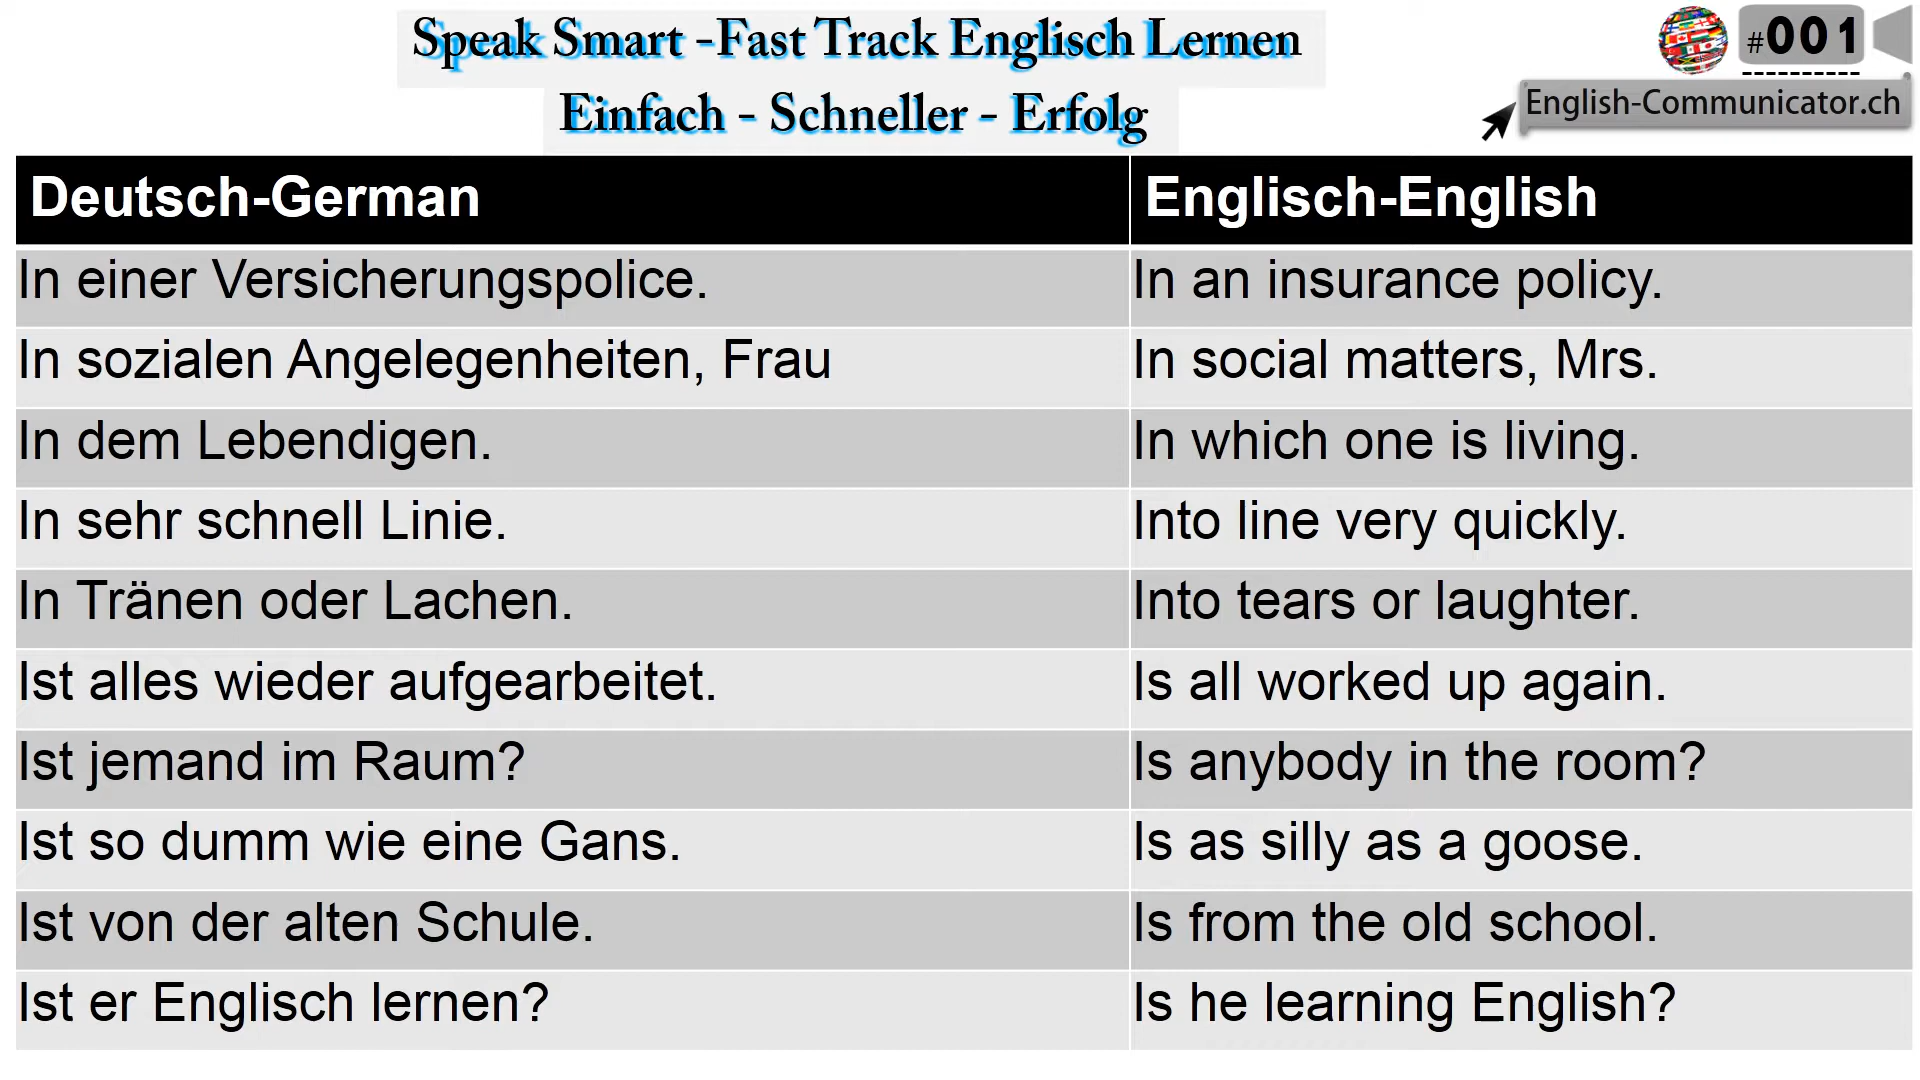 Speak Smart -Fast Track Englisch Lernen
Einfach - Schneller - Erfolg
#001
English-Communicator.ch
Deutsch-German Englisch-English
In einer Versicherungspolice. In an insurance policy.
In sozialen Angelegenheiten, Frau In social matters, Mrs.
In dem Lebendigen. In which one is living.
In sehr schnell Linie. Into line very quickly.
In Tränen oder Lachen. Into tears or laughter.
Ist alles wieder aufgearbeitet. Is all worked up again.
Ist jemand im Raum? Is anybody in the room?
Ist so dumm wie eine Gans. Is as silly as a goose.
Ist von der alten Schule. Is from the old school.
Ist er Englisch lernen? Is he learning English?